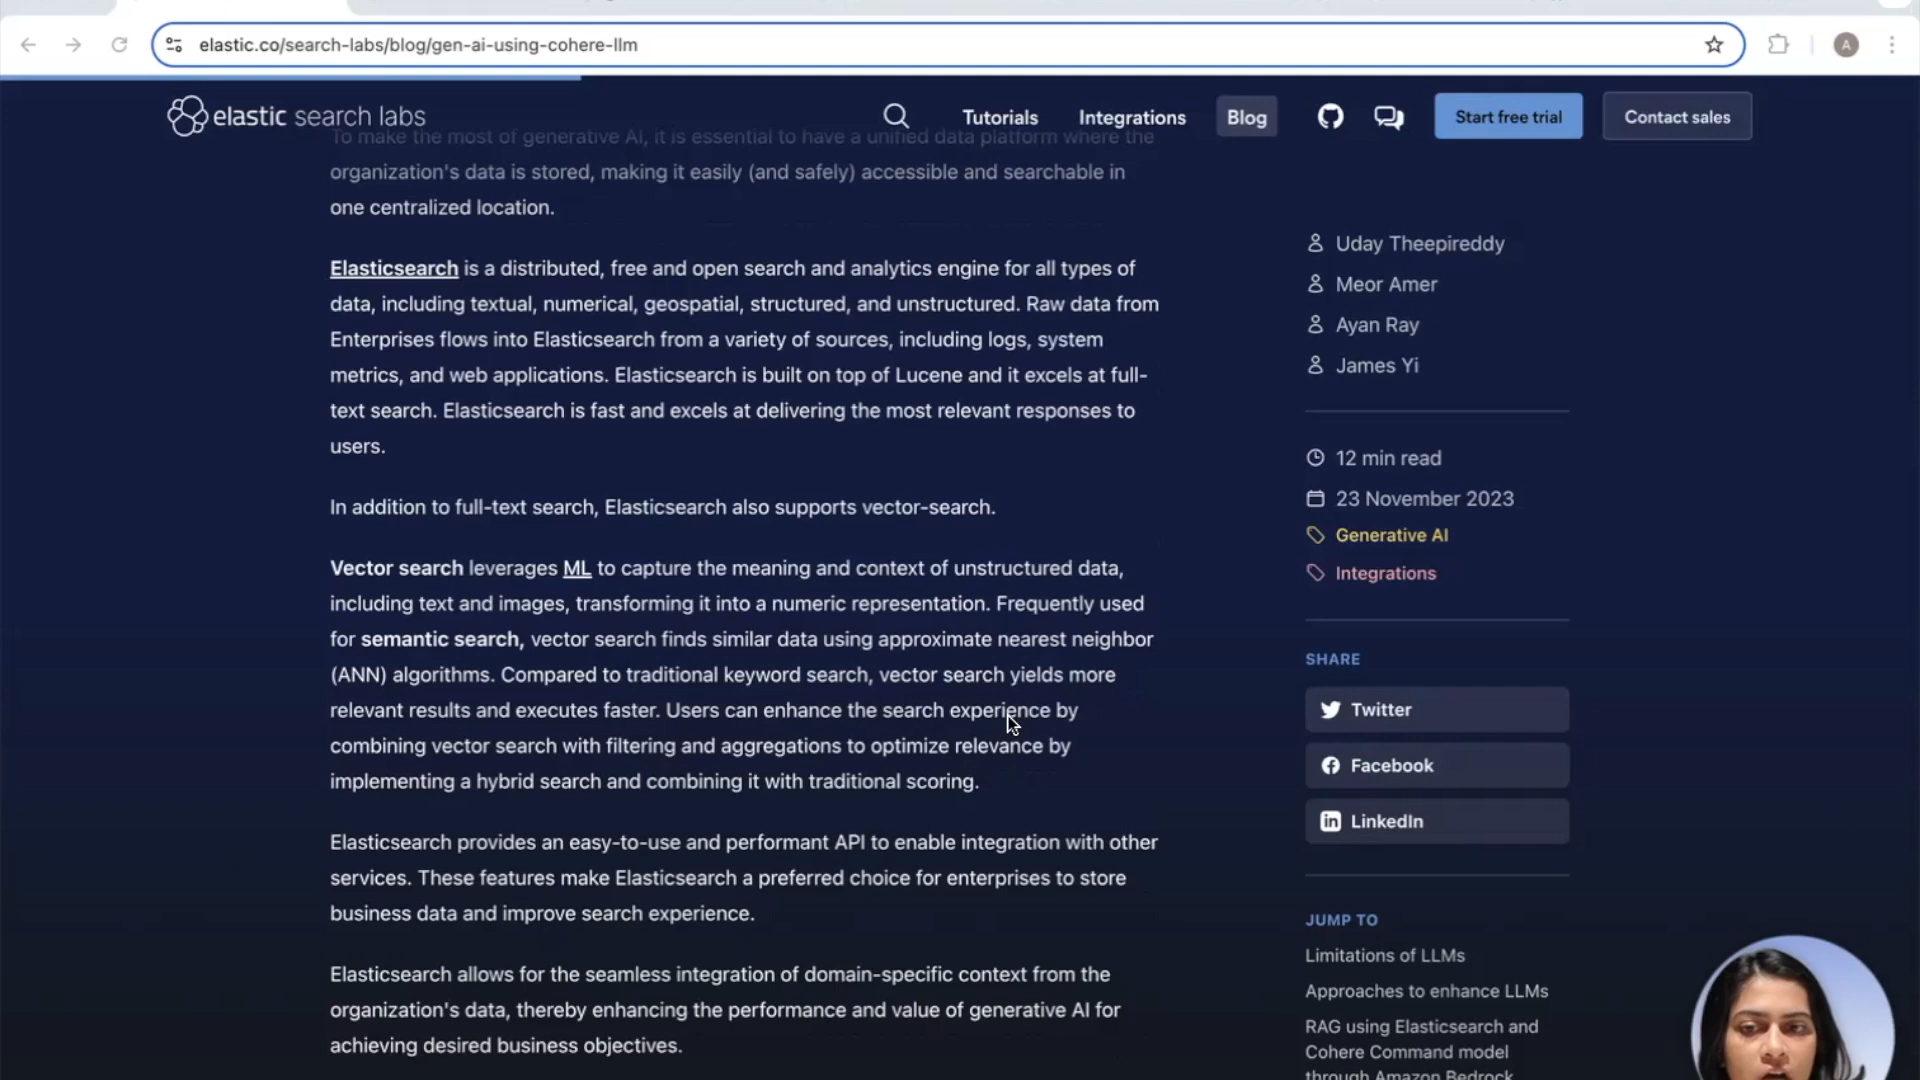 elastic.co/search-labs/blog/gen-ai-using-cohere-llm
A
elastic search labs
Tutorials
Integrations
Blog
Start free trial
Contact sales
To make the most of generative AI, it is essential to have a unified data platform where the
organization's data is stored, making it easily (and safely) accessible and searchable in
one centralized location.
Elasticsearch is a distributed, free and open search and analytics engine for all types of
data, including textual, numerical, geospatial, structured, and unstructured. Raw data from
Enterprises flows into Elasticsearch from a variety of sources, including logs, system
metrics, and web applications. Elasticsearch is built on top of Lucene and it excels at full-
text search. Elasticsearch is fast and excels at delivering the most relevant responses to
users.
In addition to full-text search, Elasticsearch also supports vector-search.
Vector search leverages ML to capture the meaning and context of unstructured data,
including text and images, transforming it into a numeric representation. Frequently used
for semantic search, vector search finds similar data using approximate nearest neighbor
(ANN) algorithms. Compared to traditional keyword search, vector search yields more
relevant results and executes faster. Users can enhance the search experience by
combining vector search with filtering and aggregations to optimize relevance by
implementing a hybrid search and combining it with traditional scoring.
Elasticsearch provides an easy-to-use and performant API to enable integration with other
services. These features make Elasticsearch a preferred choice for enterprises to store
business data and improve search experience.
Elasticsearch allows for the seamless integration of domain-specific context from the
organization's data, thereby enhancing the performance and value of generative AI for
achieving desired business objectives.
Uday Theepireddy
Meor Amer
Ayan Ray
James Yi
12 min read
23 November 2023
Generative AI
Integrations
SHARE
Twitter
Facebook
LinkedIn
JUMP TO
Limitations of LLMs
Approaches to enhance LLMs
RAG using Elasticsearch and
Cohere Command model
through Amazon Bedrock